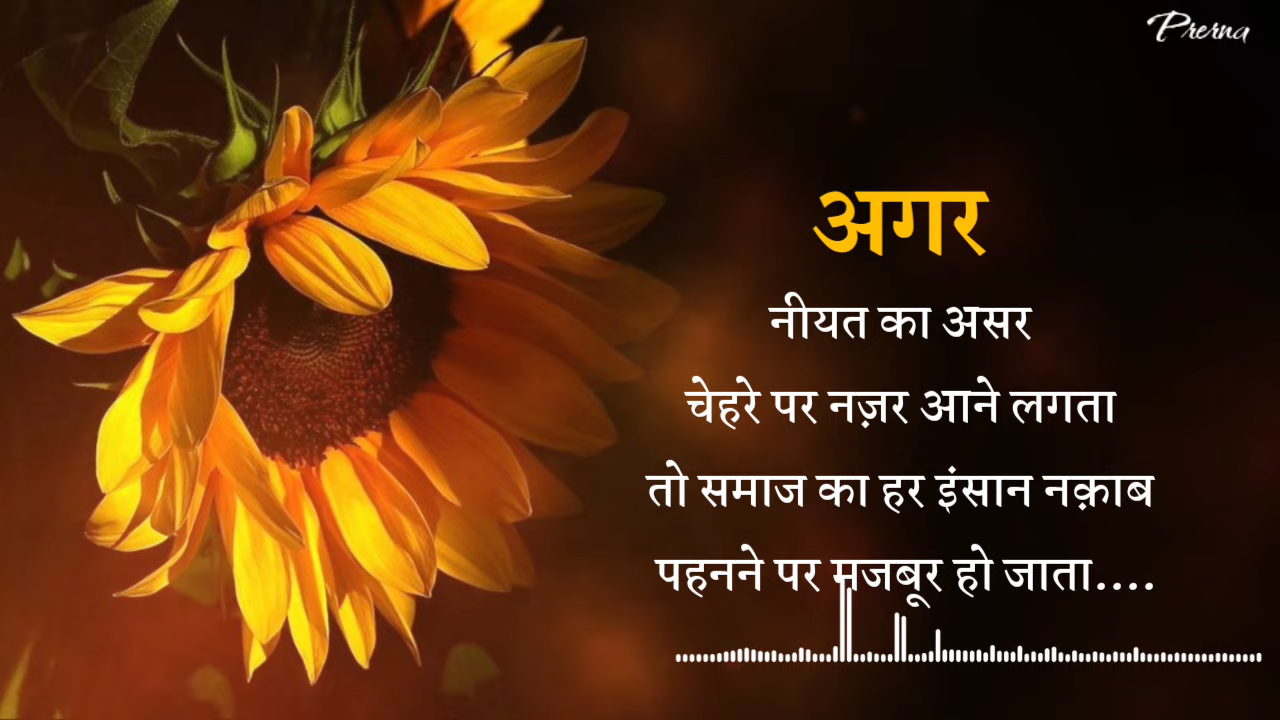 Prerna
अगर
नीयत का असर
चेहरे पर नज़र आने लगता
तो समाज का हर इंसान नक़ाब
पहनने पर मजबूर हो जाता....